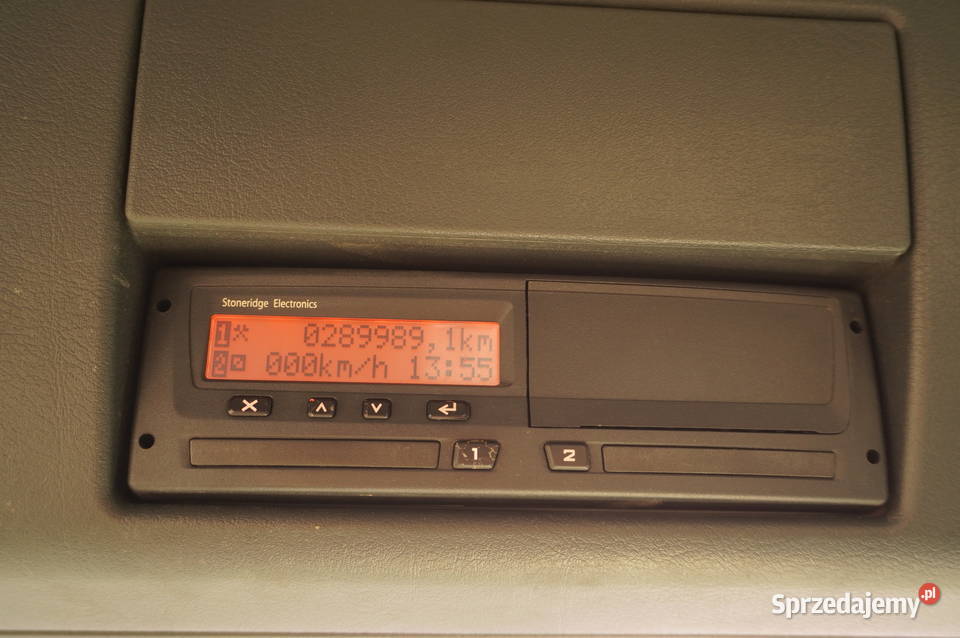 Stoneridge Electronics
1 0289989,1km
2 000km/h 13:55
1 2
Sprzedajemy.pl